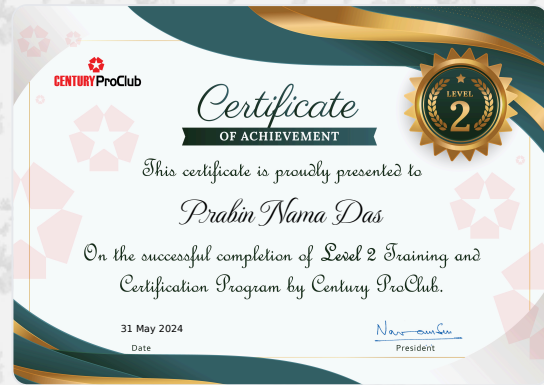 CENTURY ProClub
Certificate
OF ACHIEVEMENT
LEVEL
2
This certificate is proudly presented to
Prabin Nama Das
On the successful completion of Level 2 Training and
Certification Program by Century ProClub.
31 May 2024
Date
President